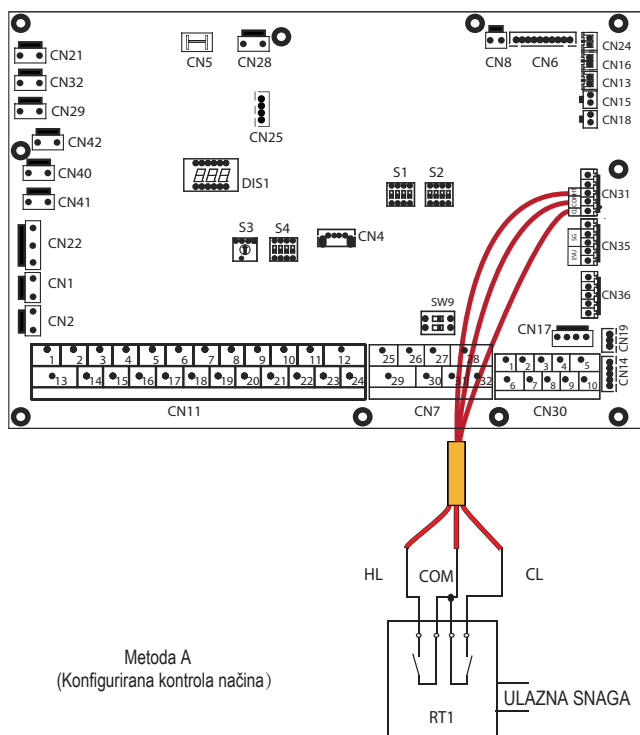 CN21
CN32
CN29
CN42
CN40
CN41
CN22
CN1
CN2
CN5
CN28
CN25
DIS1
S1
S2
S3
S4
CN4
SW9
CN8
CN6
CN24
CN16
CN13
CN15
CN18
CN31
CN35
SG
EVU
CN36
CN17
CN19
CN14
1 2 3 4 5 6 7 8 9 10 11 12
13 14 15 16 17 18 19 20 21 22 23 24
CN11
25 26 27 28
29 30 31 32
CN7
1 2 3 4 5
6 7 8 9 10
CN30
HL
COM
CL
RT1
ULAZNA SNAGA
Metoda A
(Konfigurirana kontrola načina)